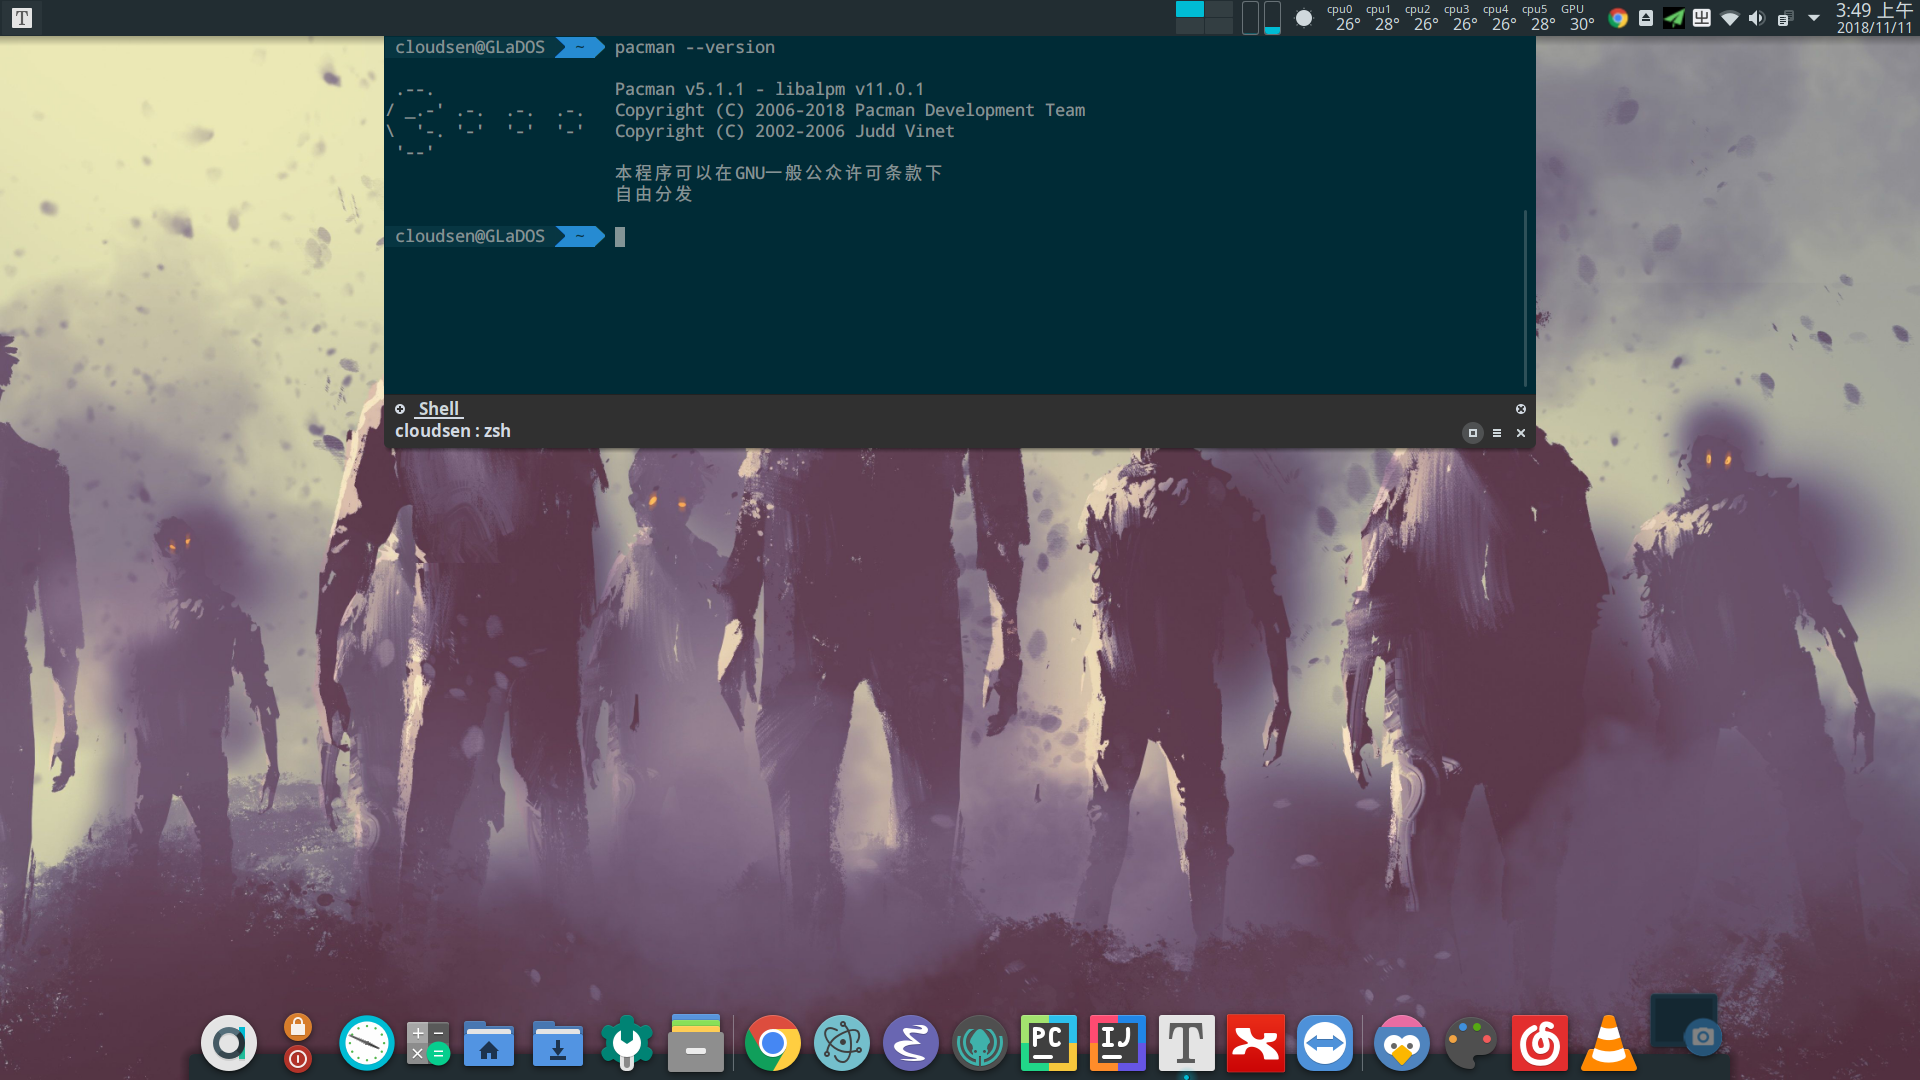 T
cpu0 cpu1 cpu2 cpu3 cpu4 cpu5 GPU
26° 28° 26° 26° 26° 28° 30°
3:49 上午
2018/11/11
cloudsen@GLaDOS ~ pacman --version
.--. Pacman v5.1.1 - libalpm v11.0.1
/ _.-' .-. .-. .-. Copyright (C) 2006-2018 Pacman Development Team
\ '-. '-' '-' '-' Copyright (C) 2002-2006 Judd Vinet
'--'
本程序可以在GNU一般公众许可条款下
自由分发
cloudsen@GLaDOS ~
Shell
cloudsen : zsh
PC
IJ
T